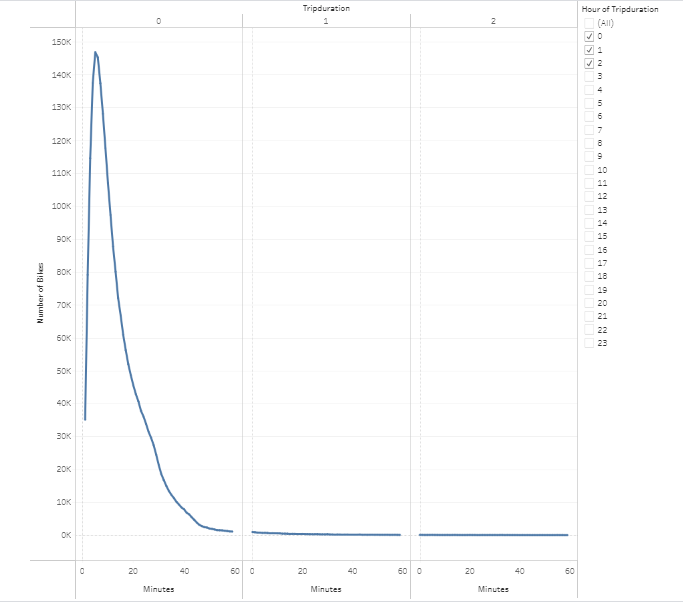 Tripduration
0 1 2
Hour of Tripduration
(All)
0
1
2
3
4
5
6
7
8
9
10
11
12
13
14
15
16
17
18
19
20
21
22
23
Number of Bikes
150K
140K
130K
120K
110K
100K
90K
80K
70K
60K
50K
40K
30K
20K
10K
0K
0 20 40 60 0 20 40 60 0 20 40 60
Minutes Minutes Minutes